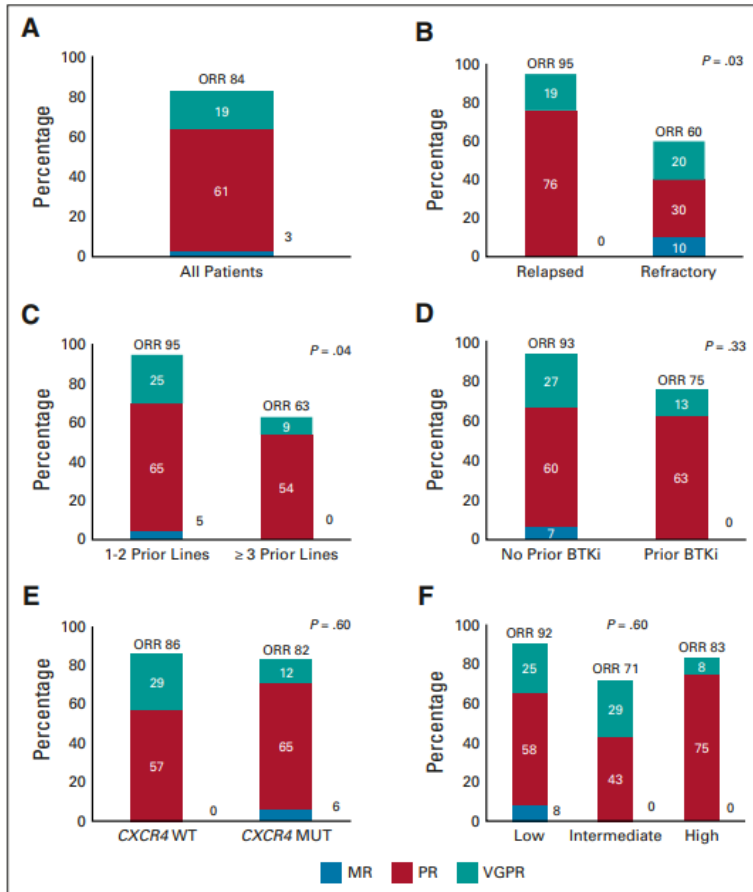 A
Percentage
100
80
60
40
20
0
ORR 84
19
61
3
All Patients
B
Percentage
100
80
60
40
20
0
P = .03
ORR 95
19
76
0
Relapsed
ORR 60
20
30
10
Refractory
C
Percentage
100
80
60
40
20
0
P = .04
ORR 95
25
65
5
1-2 Prior Lines
ORR 63
9
54
0
≥ 3 Prior Lines
D
Percentage
100
80
60
40
20
0
P = .33
ORR 93
27
60
7
No Prior BTKi
ORR 75
13
63
0
Prior BTKi
E
Percentage
100
80
60
40
20
0
P = .60
ORR 86
29
57
0
CXCR4 WT
ORR 82
12
65
6
CXCR4 MUT
F
Percentage
100
80
60
40
20
0
P = .60
ORR 92
25
58
8
Low
ORR 71
29
43
0
Intermediate
ORR 83
8
75
0
High
MR PR VGPR